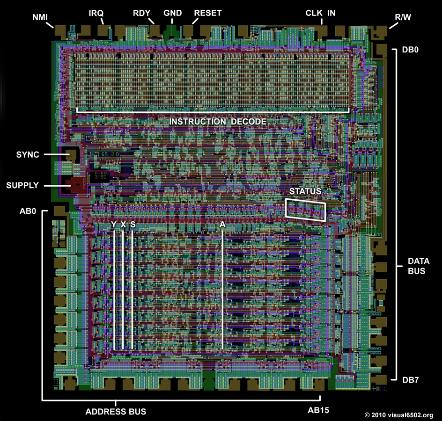 NMI
IRQ
RDY
GND
RESET
CLK IN
R/W
DB0
INSTRUCTION DECODE
SYNC
SUPPLY
STATUS
AB0
Y X S
A
DATA
BUS
DB7
ADDRESS BUS
AB15
© 2010 visual6502.org